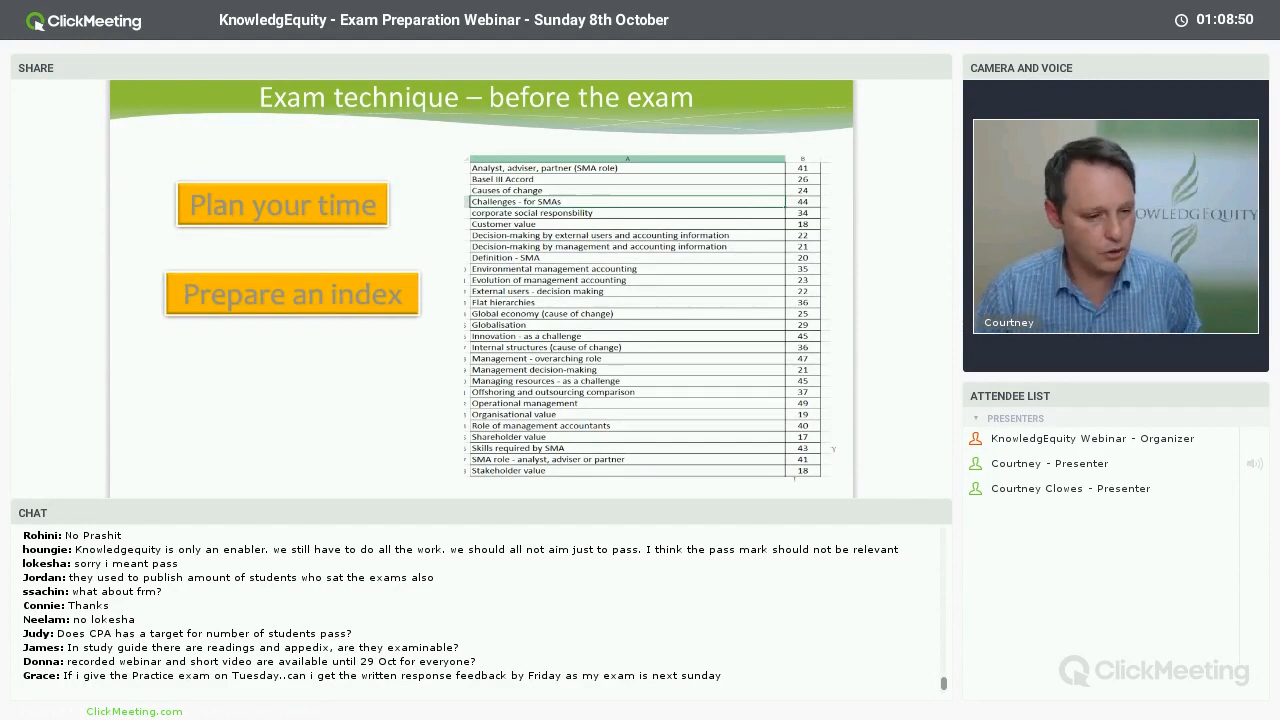 ClickMeeting
KnowledgEquity - Exam Preparation Webinar - Sunday 8th October
01:08:50
SHARE
Exam technique – before the exam
Plan your time
Prepare an index
A B
Analyst, adviser, partner (SMA role) 41
Basel III Accord 26
Causes of change 24
Challenges - for SMAs 44
corporate social responsbility 34
Customer value 18
Decision-making by external users and accounting information 22
Decision-making by management and accounting information 21
Definition - SMA 20
Environmental management accounting 35
Evolution of management accounting 23
External users - decision making 22
Flat hierarchies 36
Global economy (cause of change) 25
Globalisation 29
Innovation - as a challenge 45
Internal structures (cause of change) 36
Management - overarching role 47
Management decision-making 21
Managing resources - as a challenge 45
Offshoring and outsourcing comparison 37
Operational management 49
Organisational value 19
Role of management accountants 40
Shareholder value 17
Skills required by SMA 43
SMA role - analyst, adviser or partner 41
Stakeholder value 18
CAMERA AND VOICE
OWLEDGEQUITY
Courtney
ATTENDEE LIST
PRESENTERS
KnowledgEquity Webinar - Organizer
Courtney - Presenter
Courtney Clowes - Presenter
ClickMeeting
CHAT
Rohini: No Prashit
houngie: Knowledgequity is only an enabler. we still have to do all the work. we should all not aim just to pass. I think the pass mark should not be relevant
lokesha: sorry i meant pass
Jordan: they used to publish amount of students who sat the exams also
ssachin: what about frm?
Connie: Thanks
Neelam: no lokesha
Judy: Does CPA has a target for number of students pass?
James: In study guide there are readings and appedix, are they examinable?
Donna: recorded webinar and short video are available until 29 Oct for everyone?
Grace: If i give the Practice exam on Tuesday..can i get the written response feedback by Friday as my exam is next sunday
ClickMeeting.com